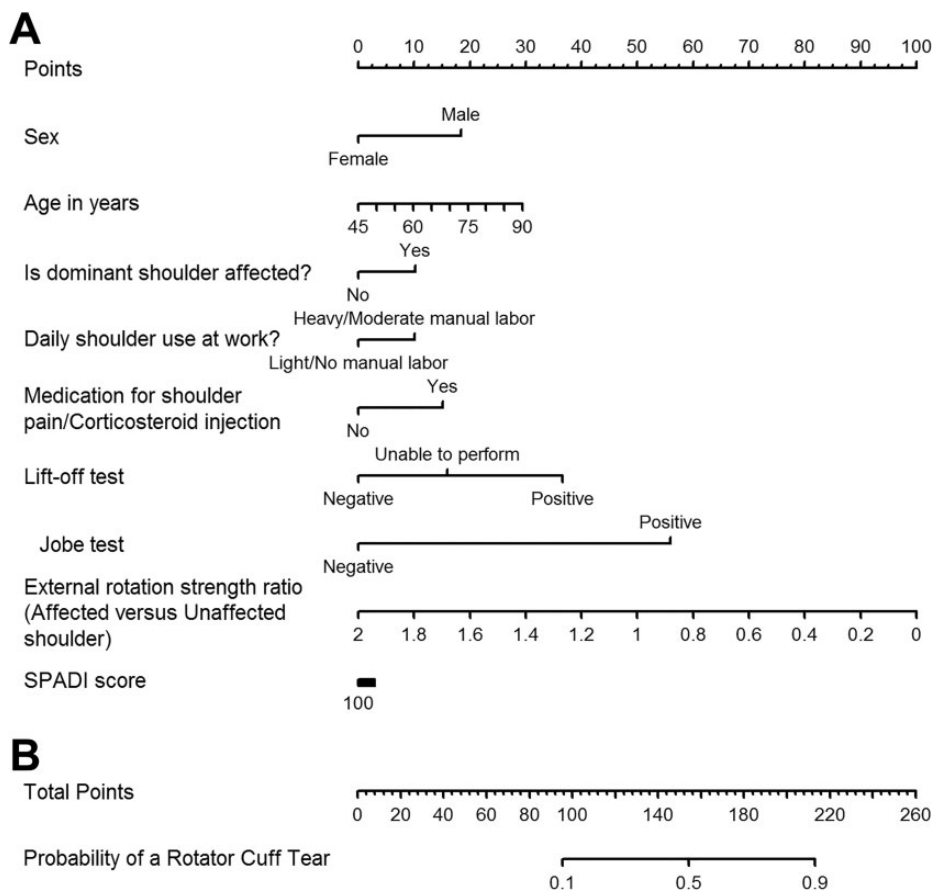 A
0 10 20 30 40 50 60 70 80 90 100
Points
Male
Sex
Female
Age in years
45 60 75 90
Yes
Is dominant shoulder affected?
No
Heavy/Moderate manual labor
Daily shoulder use at work?
Light/No manual labor
Yes
Medication for shoulder
pain/Corticosteroid injection
No
Unable to perform
Lift-off test
Negative Positive
Positive
Jobe test
Negative
External rotation strength ratio
(Affected versus Unaffected
shoulder)
2 1.8 1.6 1.4 1.2 1 0.8 0.6 0.4 0.2 0
SPADI score
100
B
Total Points
0 20 40 60 80 100 140 180 220 260
Probability of a Rotator Cuff Tear
0.1 0.5 0.9